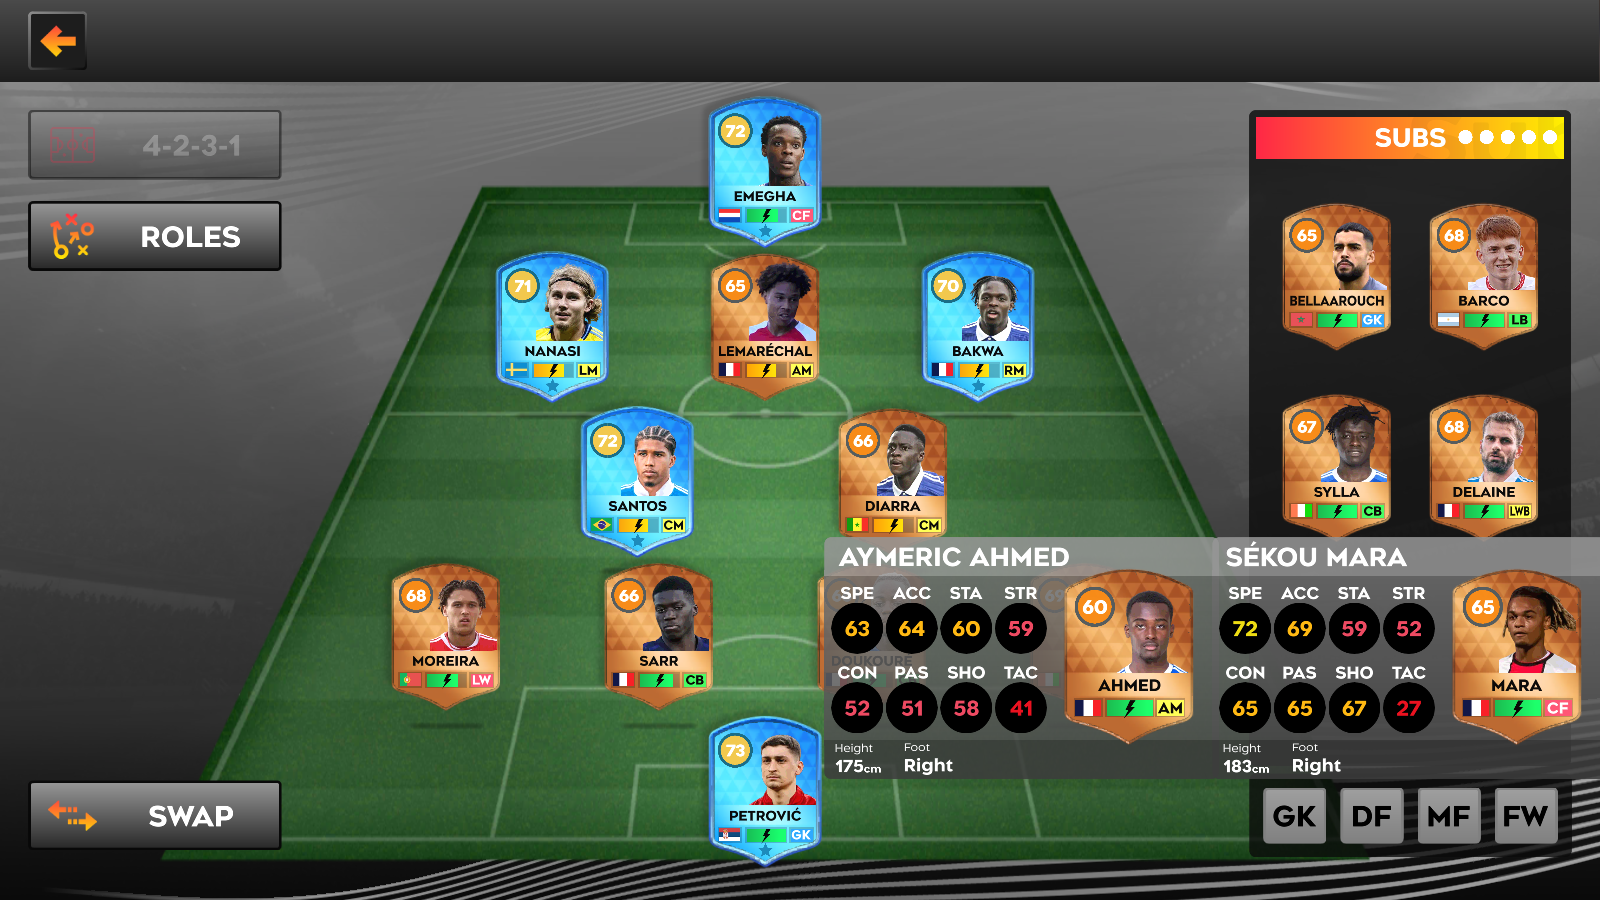 4-2-3-1
ROLES
SUBS
72
EMEGHA
CF
71
NANASI
LM
65
LEMARÉCHAL
AM
70
BAKWA
RM
72
SANTOS
CM
66
DIARRA
CM
68
MOREIRA
LW
66
SARR
CB
DOUKOURE
69
73
PETROVIĆ
GK
65
BELLAAROUCH
GK
68
BARCO
LB
67
SYLLA
CB
68
DELAINE
LWB
AYMERIC AHMED
SPE ACC STA STR
63 64 60 59
CON PAS SHO TAC
52 51 58 41
Height Foot
175cm Right
60
AHMED
AM
SÉKOU MARA
SPE ACC STA STR
72 69 59 52
CON PAS SHO TAC
65 65 67 27
Height Foot
183cm Right
65
MARA
CF
SWAP
GK DF MF FW